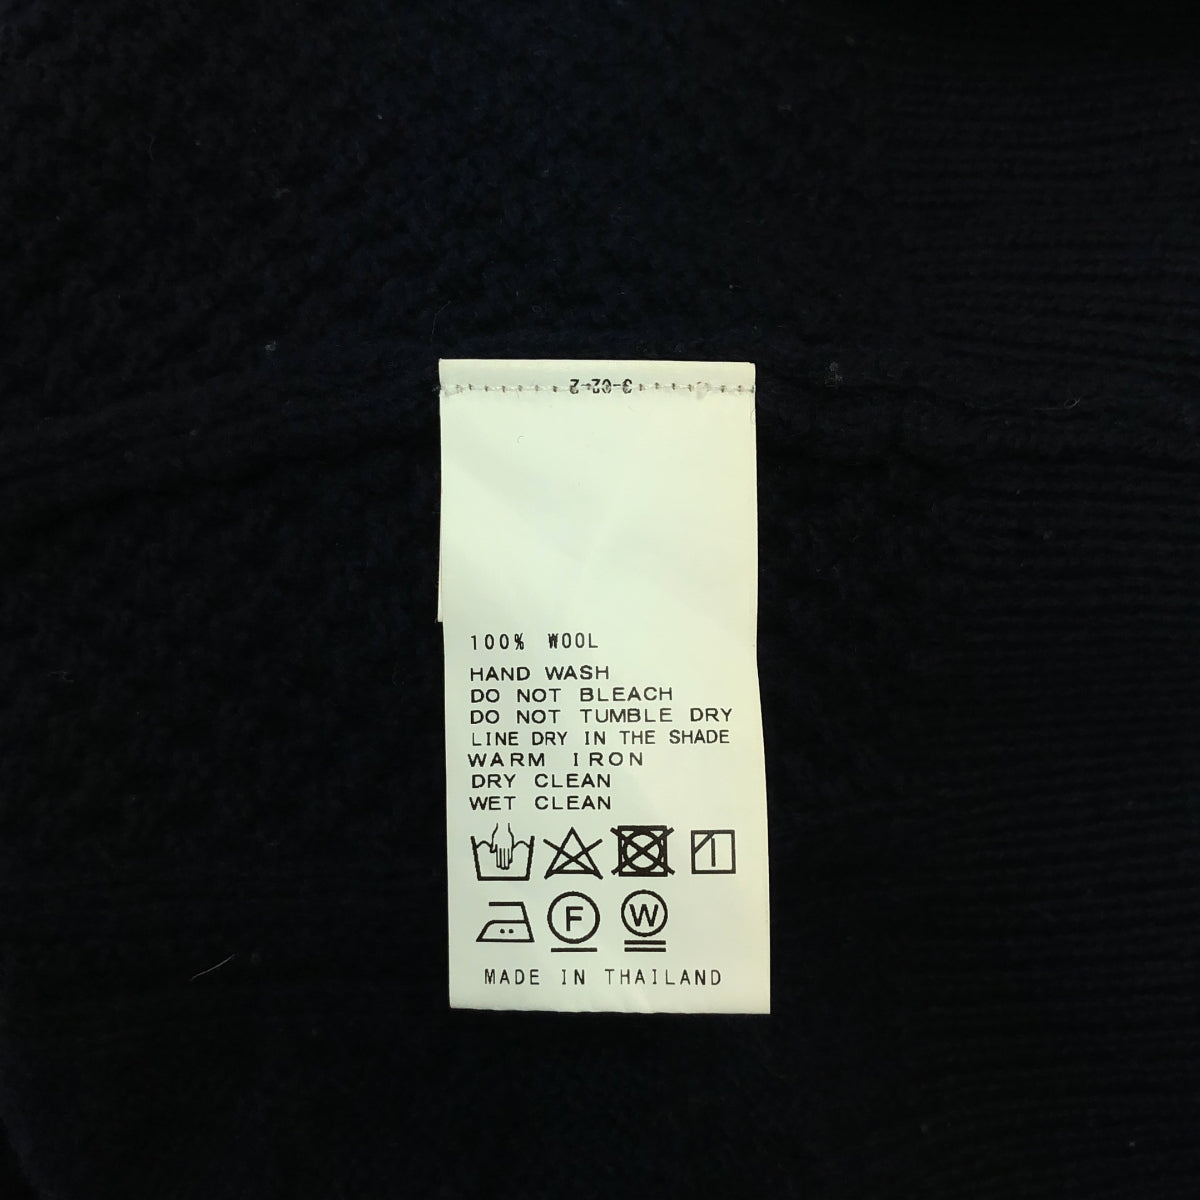 3-02-2
100% WOOL
HAND WASH
DO NOT BLEACH
DO NOT TUMBLE DRY
LINE DRY IN THE SHADE
WARM IRON
DRY CLEAN
WET CLEAN
F W
MADE IN THAILAND